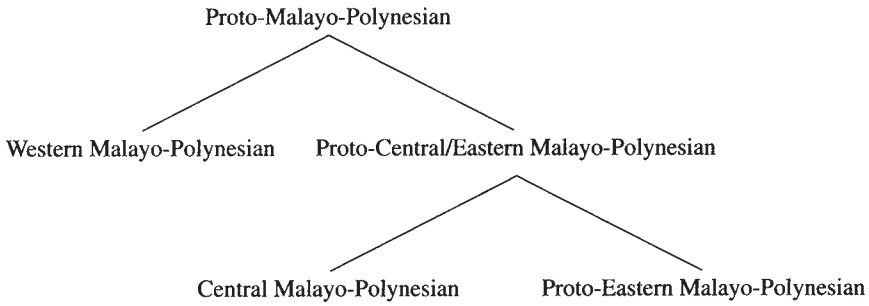 Proto-Malayo-Polynesian
Western Malayo-Polynesian
Proto-Central/Eastern Malayo-Polynesian
Central Malayo-Polynesian
Proto-Eastern Malayo-Polynesian